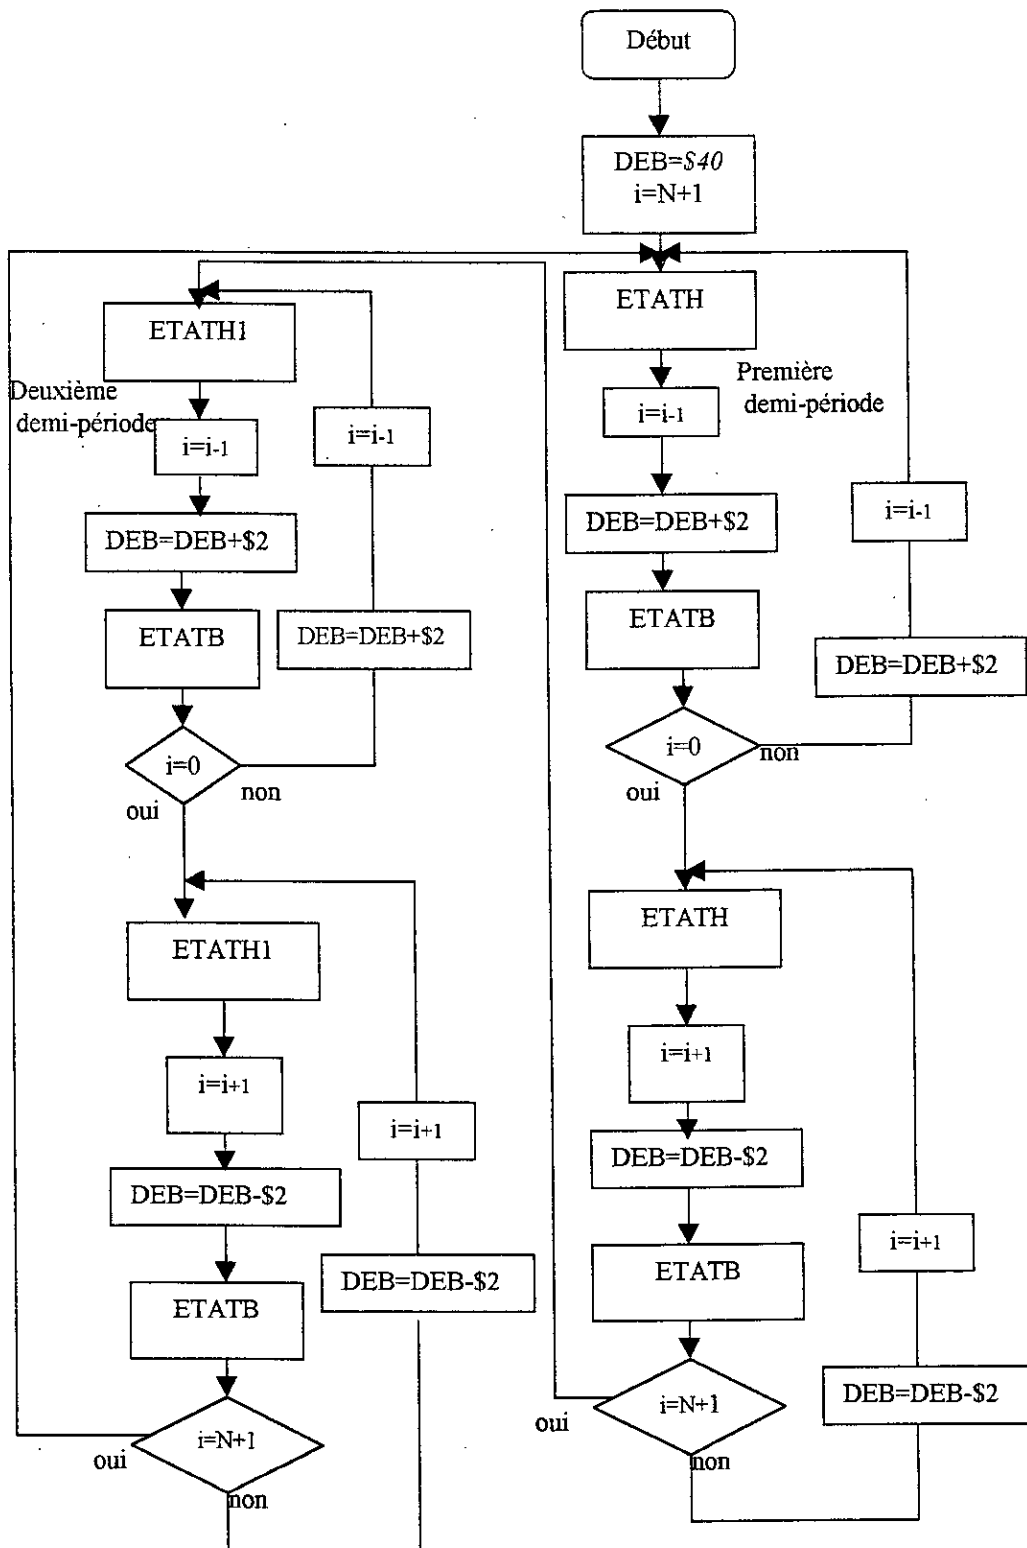 Début
DEB=$40
i=N+1
ETATH
Première
demi-période
i=i-1
DEB=DEB+$2
ETATB
i=0
non
oui
i=i-1
DEB=DEB+$2
ETATH
i=i+1
DEB=DEB-$2
ETATB
i=N+1
oui
non
i=i+1
DEB=DEB-$2
ETATH1
Deuxième
demi-période
i=i-1
DEB=DEB+$2
ETATB
i=0
oui
non
i=i-1
DEB=DEB+$2
ETATH1
i=i+1
DEB=DEB-$2
ETATB
i=N+1
oui
non
i=i+1
DEB=DEB-$2